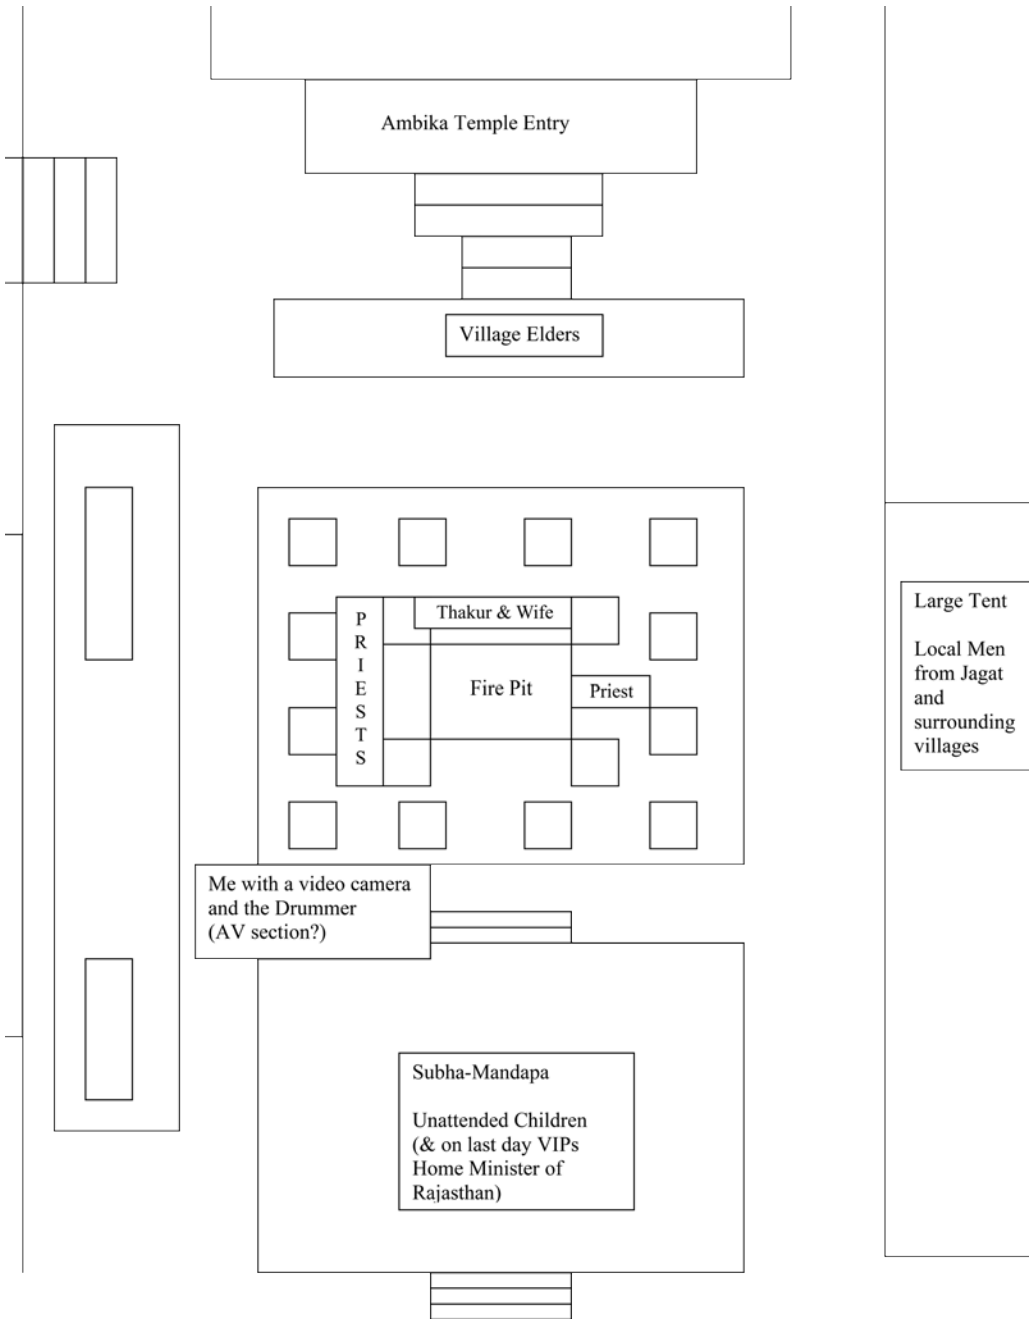 Ambika Temple Entry
Village Elders
P
R
I
E
S
T
S
Thakur & Wife
Fire Pit
Priest
Large Tent
Local Men
from Jagat
and
surrounding
villages
Me with a video camera
and the Drummer
(AV section?)
Subha-Mandapa
Unattended Children
(& on last day VIPs
Home Minister of
Rajasthan)